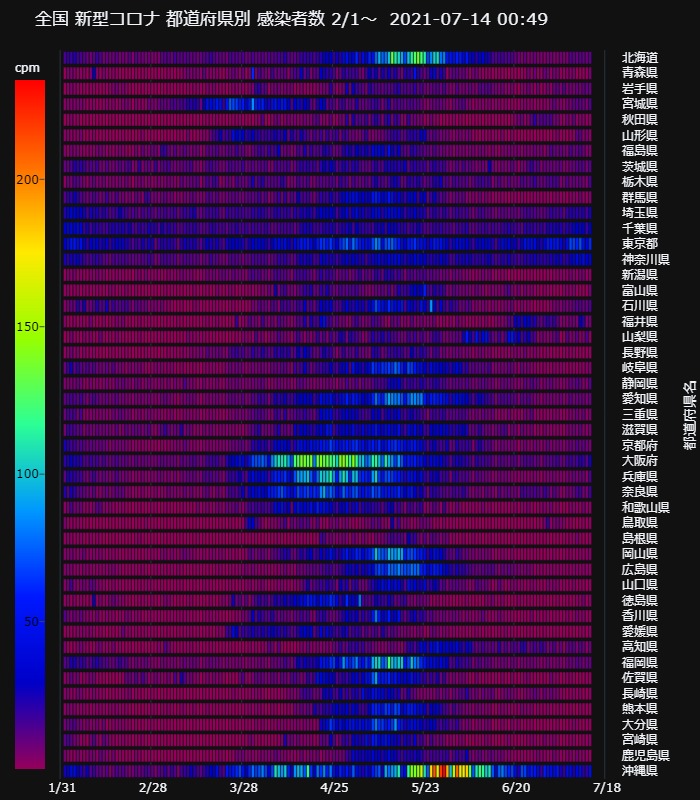 全国 新型コロナ 都道府県別 感染者数 2/1～ 2021-07-14 00:49
cpm
200
150
100
50
北海道
青森県
岩手県
宮城県
秋田県
山形県
福島県
茨城県
栃木県
群馬県
埼玉県
千葉県
東京都
神奈川県
新潟県
富山県
石川県
福井県
山梨県
長野県
岐阜県
静岡県
愛知県
三重県
滋賀県
京都府
大阪府
兵庫県
奈良県
和歌山県
鳥取県
島根県
岡山県
広島県
山口県
徳島県
香川県
愛媛県
高知県
福岡県
佐賀県
長崎県
熊本県
大分県
宮崎県
鹿児島県
沖縄県
都道府県名
1/31 2/28 3/28 4/25 5/23 6/20 7/18